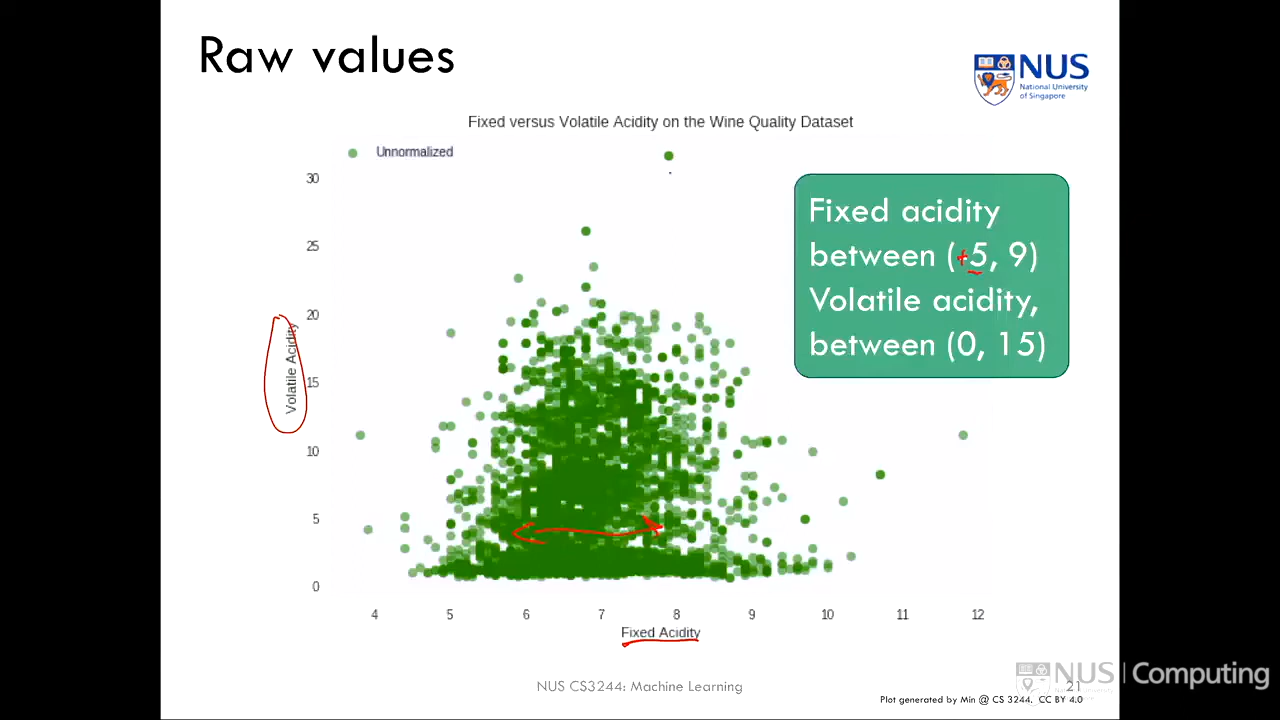 Raw values
NUS
National University
of Singapore
Fixed versus Volatile Acidity on the Wine Quality Dataset
Unnormalized
30
25
20
15
10
5
0
Volatile Acidity
4 5 6 7 8 9 10 11 12
Fixed Acidity
Fixed acidity
between (+5, 9)
Volatile acidity,
between (0, 15)
NUS CS3244: Machine Learning
21
Plot generated by Min @ CS 3244. CC BY 4.0
NUS | Computing
National University